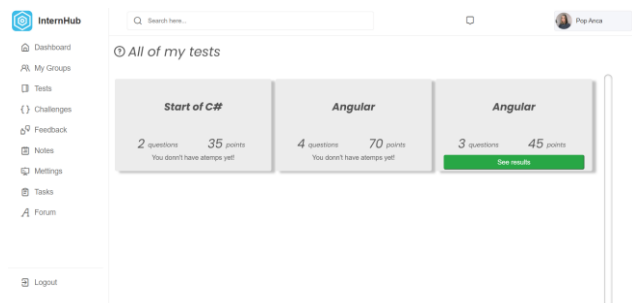 InternHub
Search here...
Pop Anca
Dashboard
My Groups
Tests
Challenges
Feedback
Notes
Mettings
Tasks
Forum
Logout
All of my tests
Start of C#
2 questions 35 points
You donn't have atemps yet!
Angular
4 questions 70 points
You donn't have atemps yet!
Angular
3 questions 45 points
See results